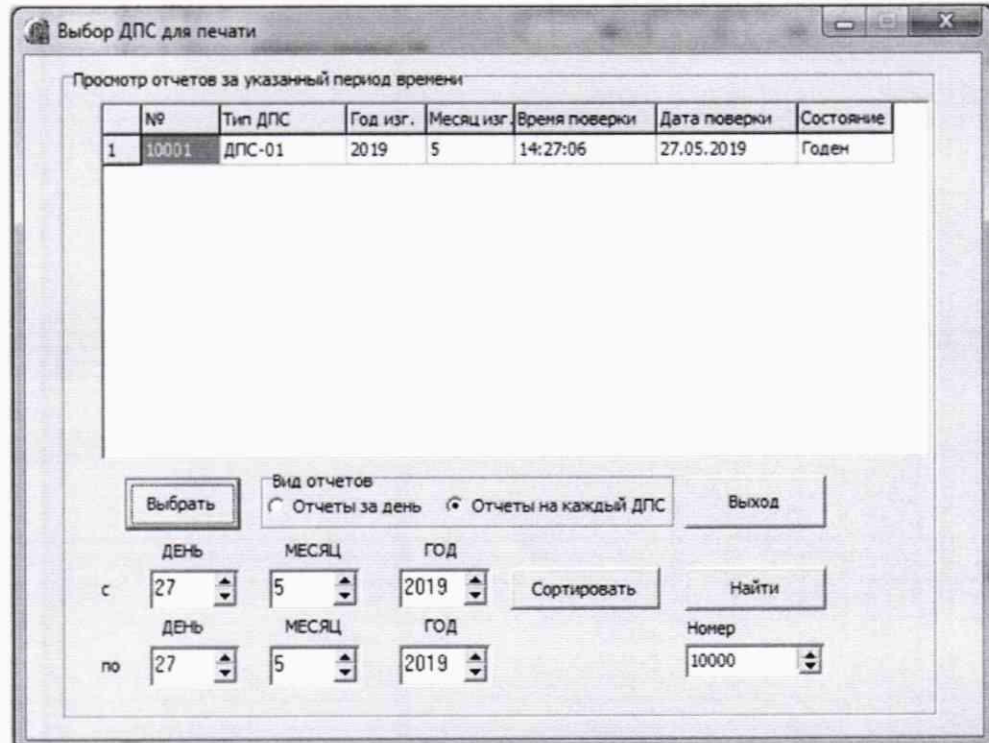 Выбор ДПС для печати
Просмотр отчетов за указанный период времени
№ Тип ДПС Год изг. Месяц изг. Время поверки Дата поверки Состояние
1 10001 ДПС-01 2019 5 14:27:06 27.05.2019 Годен
Вид отчетов
Выбрать Отчеты за день Отчеты на каждый ДПС Выход
ДЕНЬ МЕСЯЦ ГОД
с 27 5 2019 Сортировать Найти
ДЕНЬ МЕСЯЦ ГОД Номер
по 27 5 2019 10000